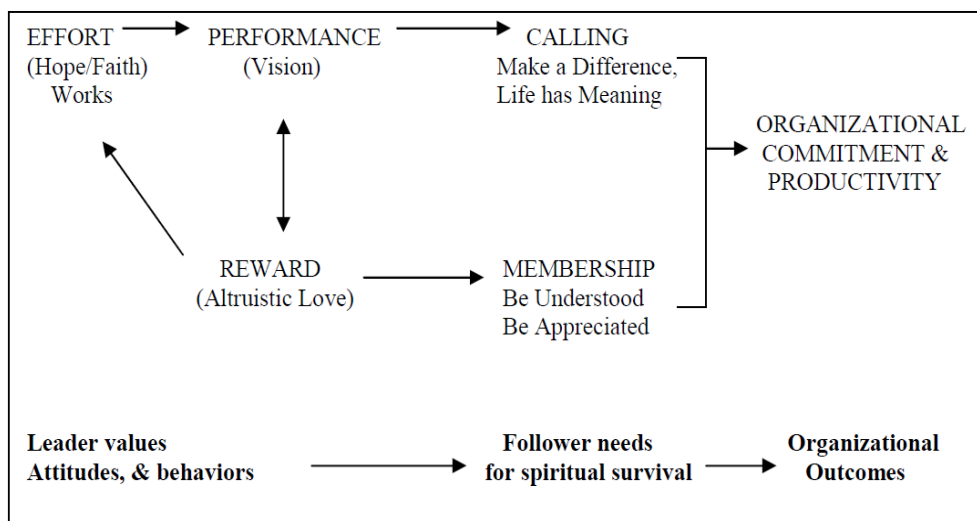 EFFORT
(Hope/Faith)
Works
PERFORMANCE
(Vision)
CALLING
Make a Difference,
Life has Meaning
ORGANIZATIONAL
COMMITMENT &
PRODUCTIVITY
REWARD
(Altruistic Love)
MEMBERSHIP
Be Understood
Be Appreciated
Leader values
Attitudes, & behaviors
Follower needs
for spiritual survival
Organizational
Outcomes